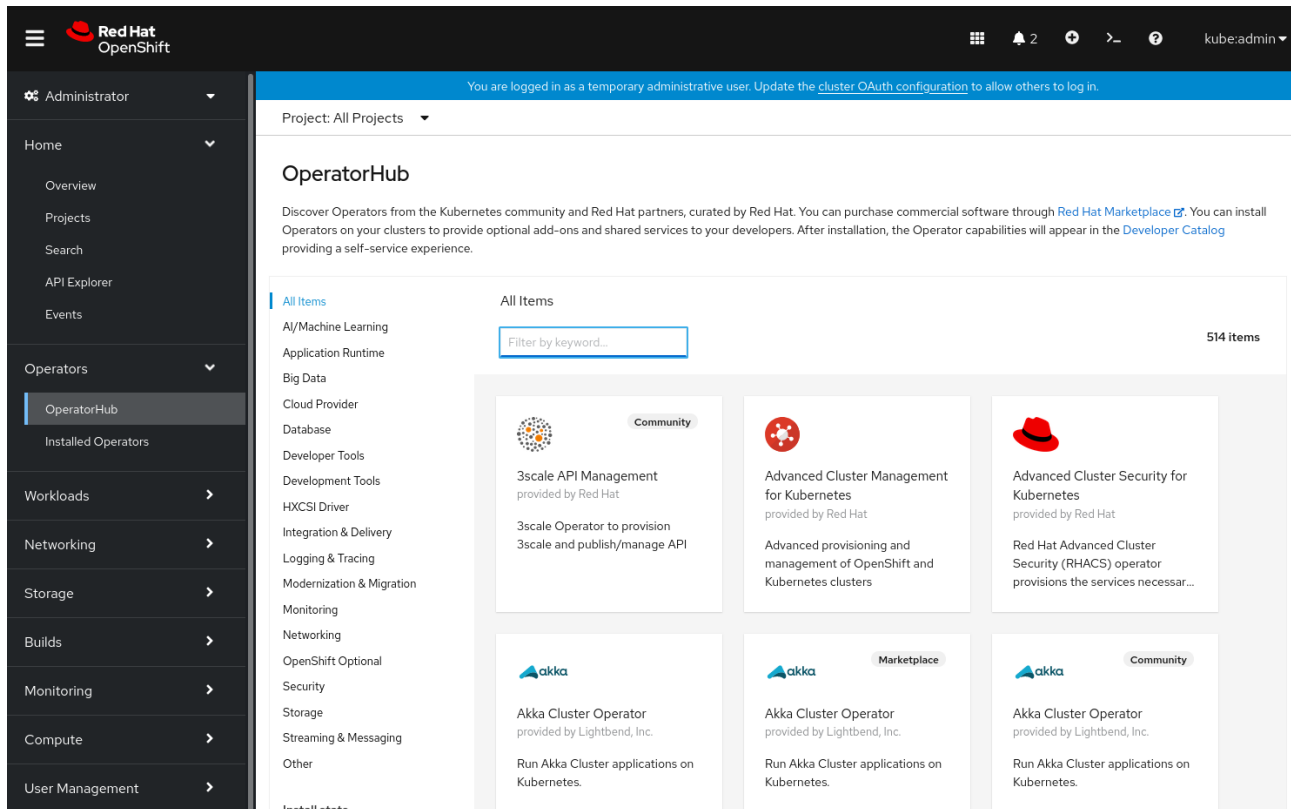 Red Hat
OpenShift
2
kube:admin
Administrator
Home
Overview
Projects
Search
API Explorer
Events
Operators
OperatorHub
Installed Operators
Workloads
Networking
Storage
Builds
Monitoring
Compute
User Management
You are logged in as a temporary administrative user. Update the cluster OAuth configuration to allow others to log in.
Project: All Projects
OperatorHub
Discover Operators from the Kubernetes community and Red Hat partners, curated by Red Hat. You can purchase commercial software through Red Hat Marketplace. You can install
Operators on your clusters to provide optional add-ons and shared services to your developers. After installation, the Operator capabilities will appear in the Developer Catalog
providing a self-service experience.
All Items
AI/Machine Learning
Application Runtime
Big Data
Cloud Provider
Database
Developer Tools
Development Tools
HXCSI Driver
Integration & Delivery
Logging & Tracing
Modernization & Migration
Monitoring
Networking
OpenShift Optional
Security
Storage
Streaming & Messaging
Other
Install state
All Items
Filter by keyword...
514 items
Community
3scale API Management
provided by Red Hat
3scale Operator to provision
3scale and publish/manage API
Advanced Cluster Management
for Kubernetes
provided by Red Hat
Advanced provisioning and
management of OpenShift and
Kubernetes clusters
Advanced Cluster Security for
Kubernetes
provided by Red Hat
Red Hat Advanced Cluster
Security (RHACS) operator
provisions the services necessar...
akka
Akka Cluster Operator
provided by Lightbend, Inc.
Run Akka Cluster applications on
Kubernetes.
akka
Marketplace
Akka Cluster Operator
provided by Lightbend, Inc.
Run Akka Cluster applications on
Kubernetes.
akka
Community
Akka Cluster Operator
provided by Lightbend, Inc.
Run Akka Cluster applications on
Kubernetes.